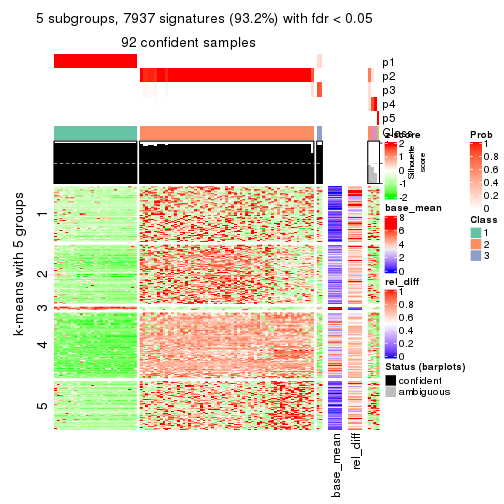 5 subgroups, 7937 signatures (93.2%) with fdr < 0.05
92 confident samples
p1
p2
p3
p4
p5
Class
z-score
2
1
0
-1
-2
Silhouette
score
Prob
1
0.8
0.6
0.4
0.2
0
base_mean
8
6
4
2
0
Class
1
2
3
rel_diff
1
0.8
0.6
0.4
0.2
0
Status (barplots)
confident
ambiguous
k-means with 5 groups
1
2
3
4
5
base_mean
rel_diff